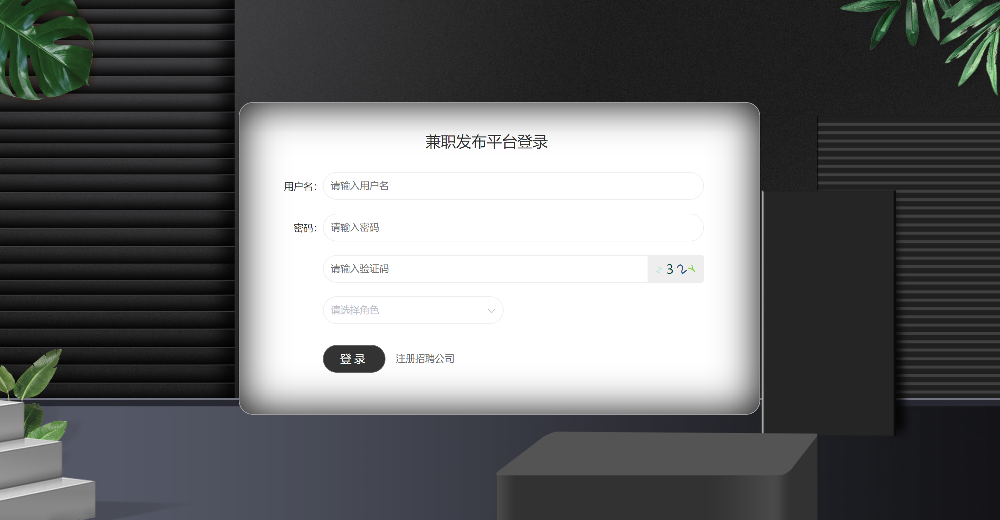 兼职发布平台登录
用户名：
请输入用户名
密码：
请输入密码
请输入验证码
z32Y
请选择角色
登录
注册招聘公司